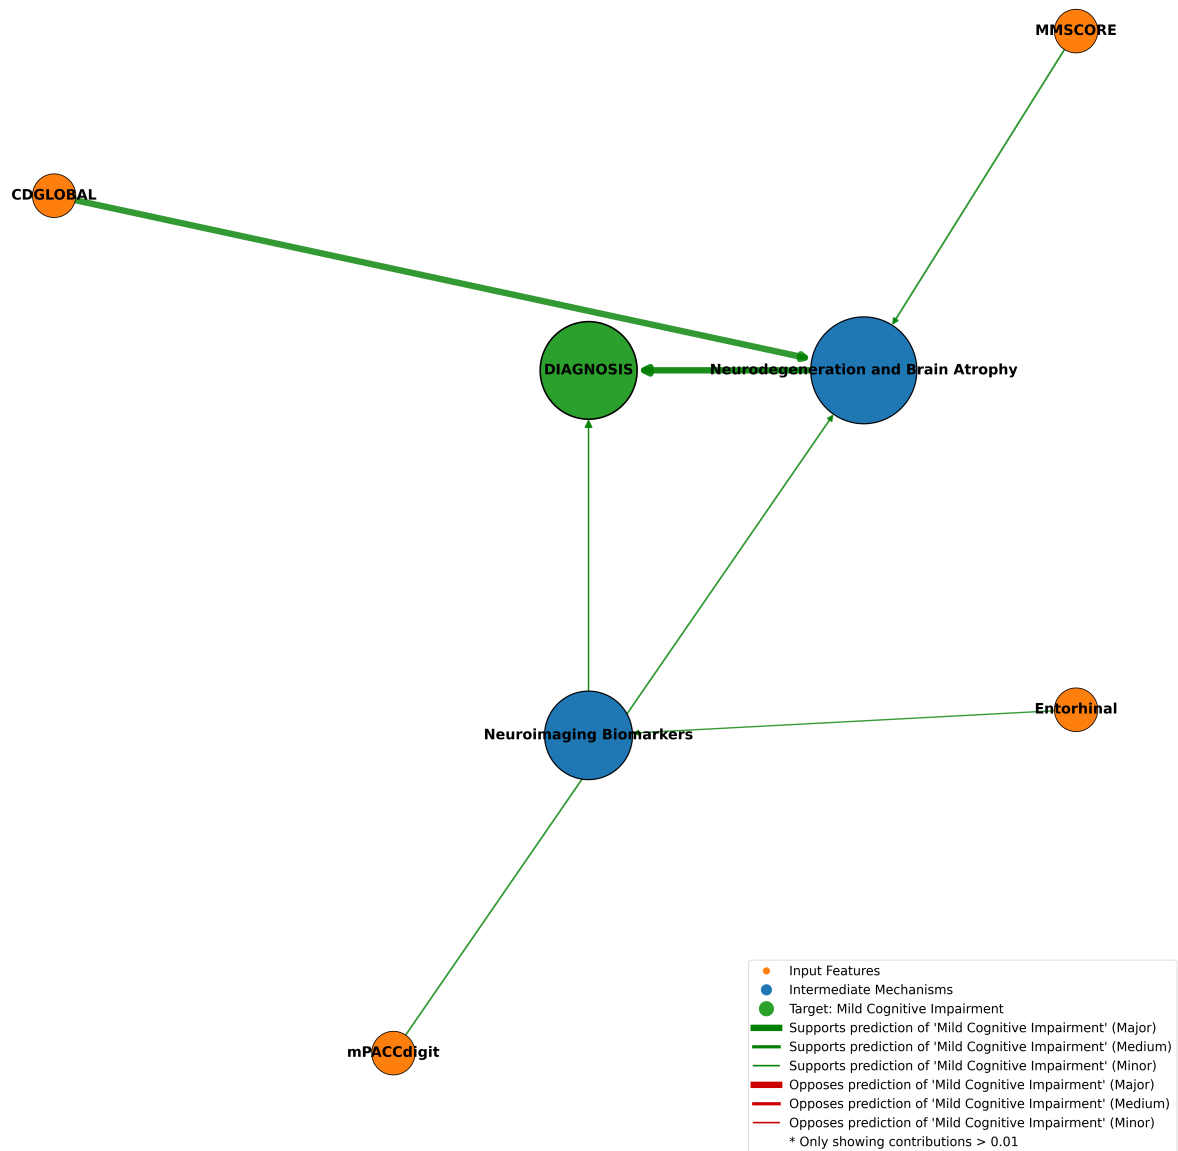 MMSCORE
CDGLOBAL
DIAGNOSIS
Neurodegeneration and Brain Atrophy
Entorhinal
Neuroimaging Biomarkers
mPACCdigit
Input Features
Intermediate Mechanisms
Target: Mild Cognitive Impairment
Supports prediction of 'Mild Cognitive Impairment' (Major)
Supports prediction of 'Mild Cognitive Impairment' (Medium)
Supports prediction of 'Mild Cognitive Impairment' (Minor)
Opposes prediction of 'Mild Cognitive Impairment' (Major)
Opposes prediction of 'Mild Cognitive Impairment' (Medium)
Opposes prediction of 'Mild Cognitive Impairment' (Minor)
* Only showing contributions > 0.01